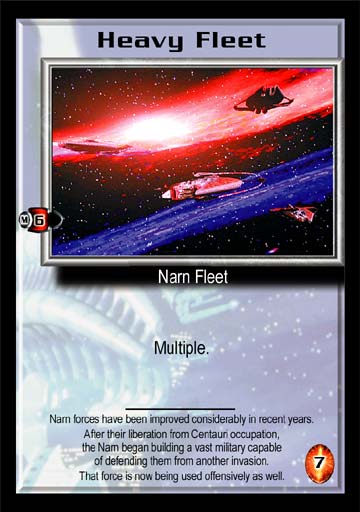 Heavy Fleet
M 6
Narn Fleet
Multiple.
Narn forces have been improved considerably in recent years.
After their liberation from Centauri occupation,
the Narn began building a vast military capable
of defending them from another invasion.
That force is now being used offensively as well.
7